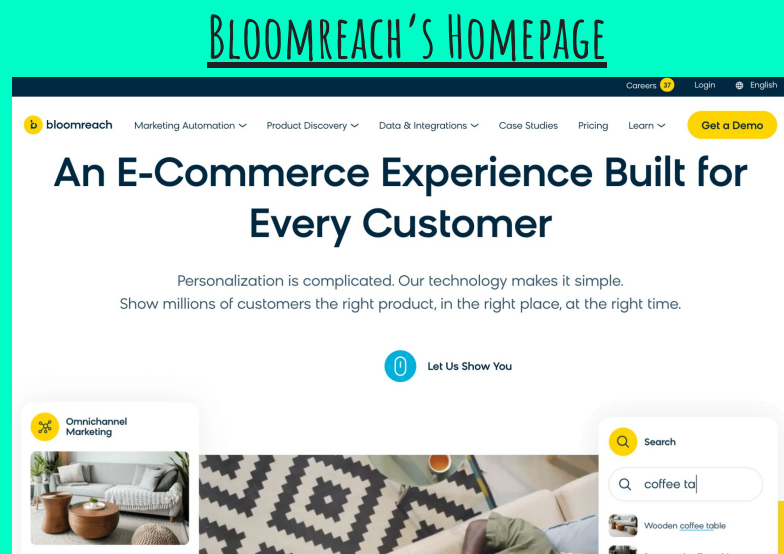 Bloomreach's Homepage
Careers 37 Login English
bloomreach Marketing Automation Product Discovery Data & Integrations Case Studies Pricing Learn Get a Demo
An E-Commerce Experience Built for
Every Customer
Personalization is complicated. Our technology makes it simple.
Show millions of customers the right product, in the right place, at the right time.
Let Us Show You
Omnichannel
Marketing
Search
coffee ta
Wooden coffee table